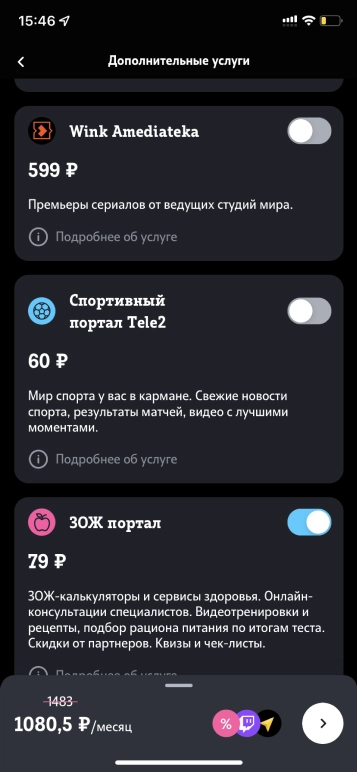 15:46
Дополнительные услуги
Wink Amediateka
599 ₽
Премьеры сериалов от ведущих студий мира.
Подробнее об услуге
Спортивный
портал Tele2
60 ₽
Мир спорта у вас в кармане. Свежие новости
спорта, результаты матчей, видео с лучшими
моментами.
Подробнее об услуге
ЗОЖ портал
79 ₽
ЗОЖ-калькуляторы и сервисы здоровья. Онлайн-
консультации специалистов. Видеотренировки и
рецепты, подбор рациона питания по итогам теста.
Скидки от партнеров. Квизы и чек-листы.
Подробнее об услуге
1483
1080,5 ₽/месяц
%